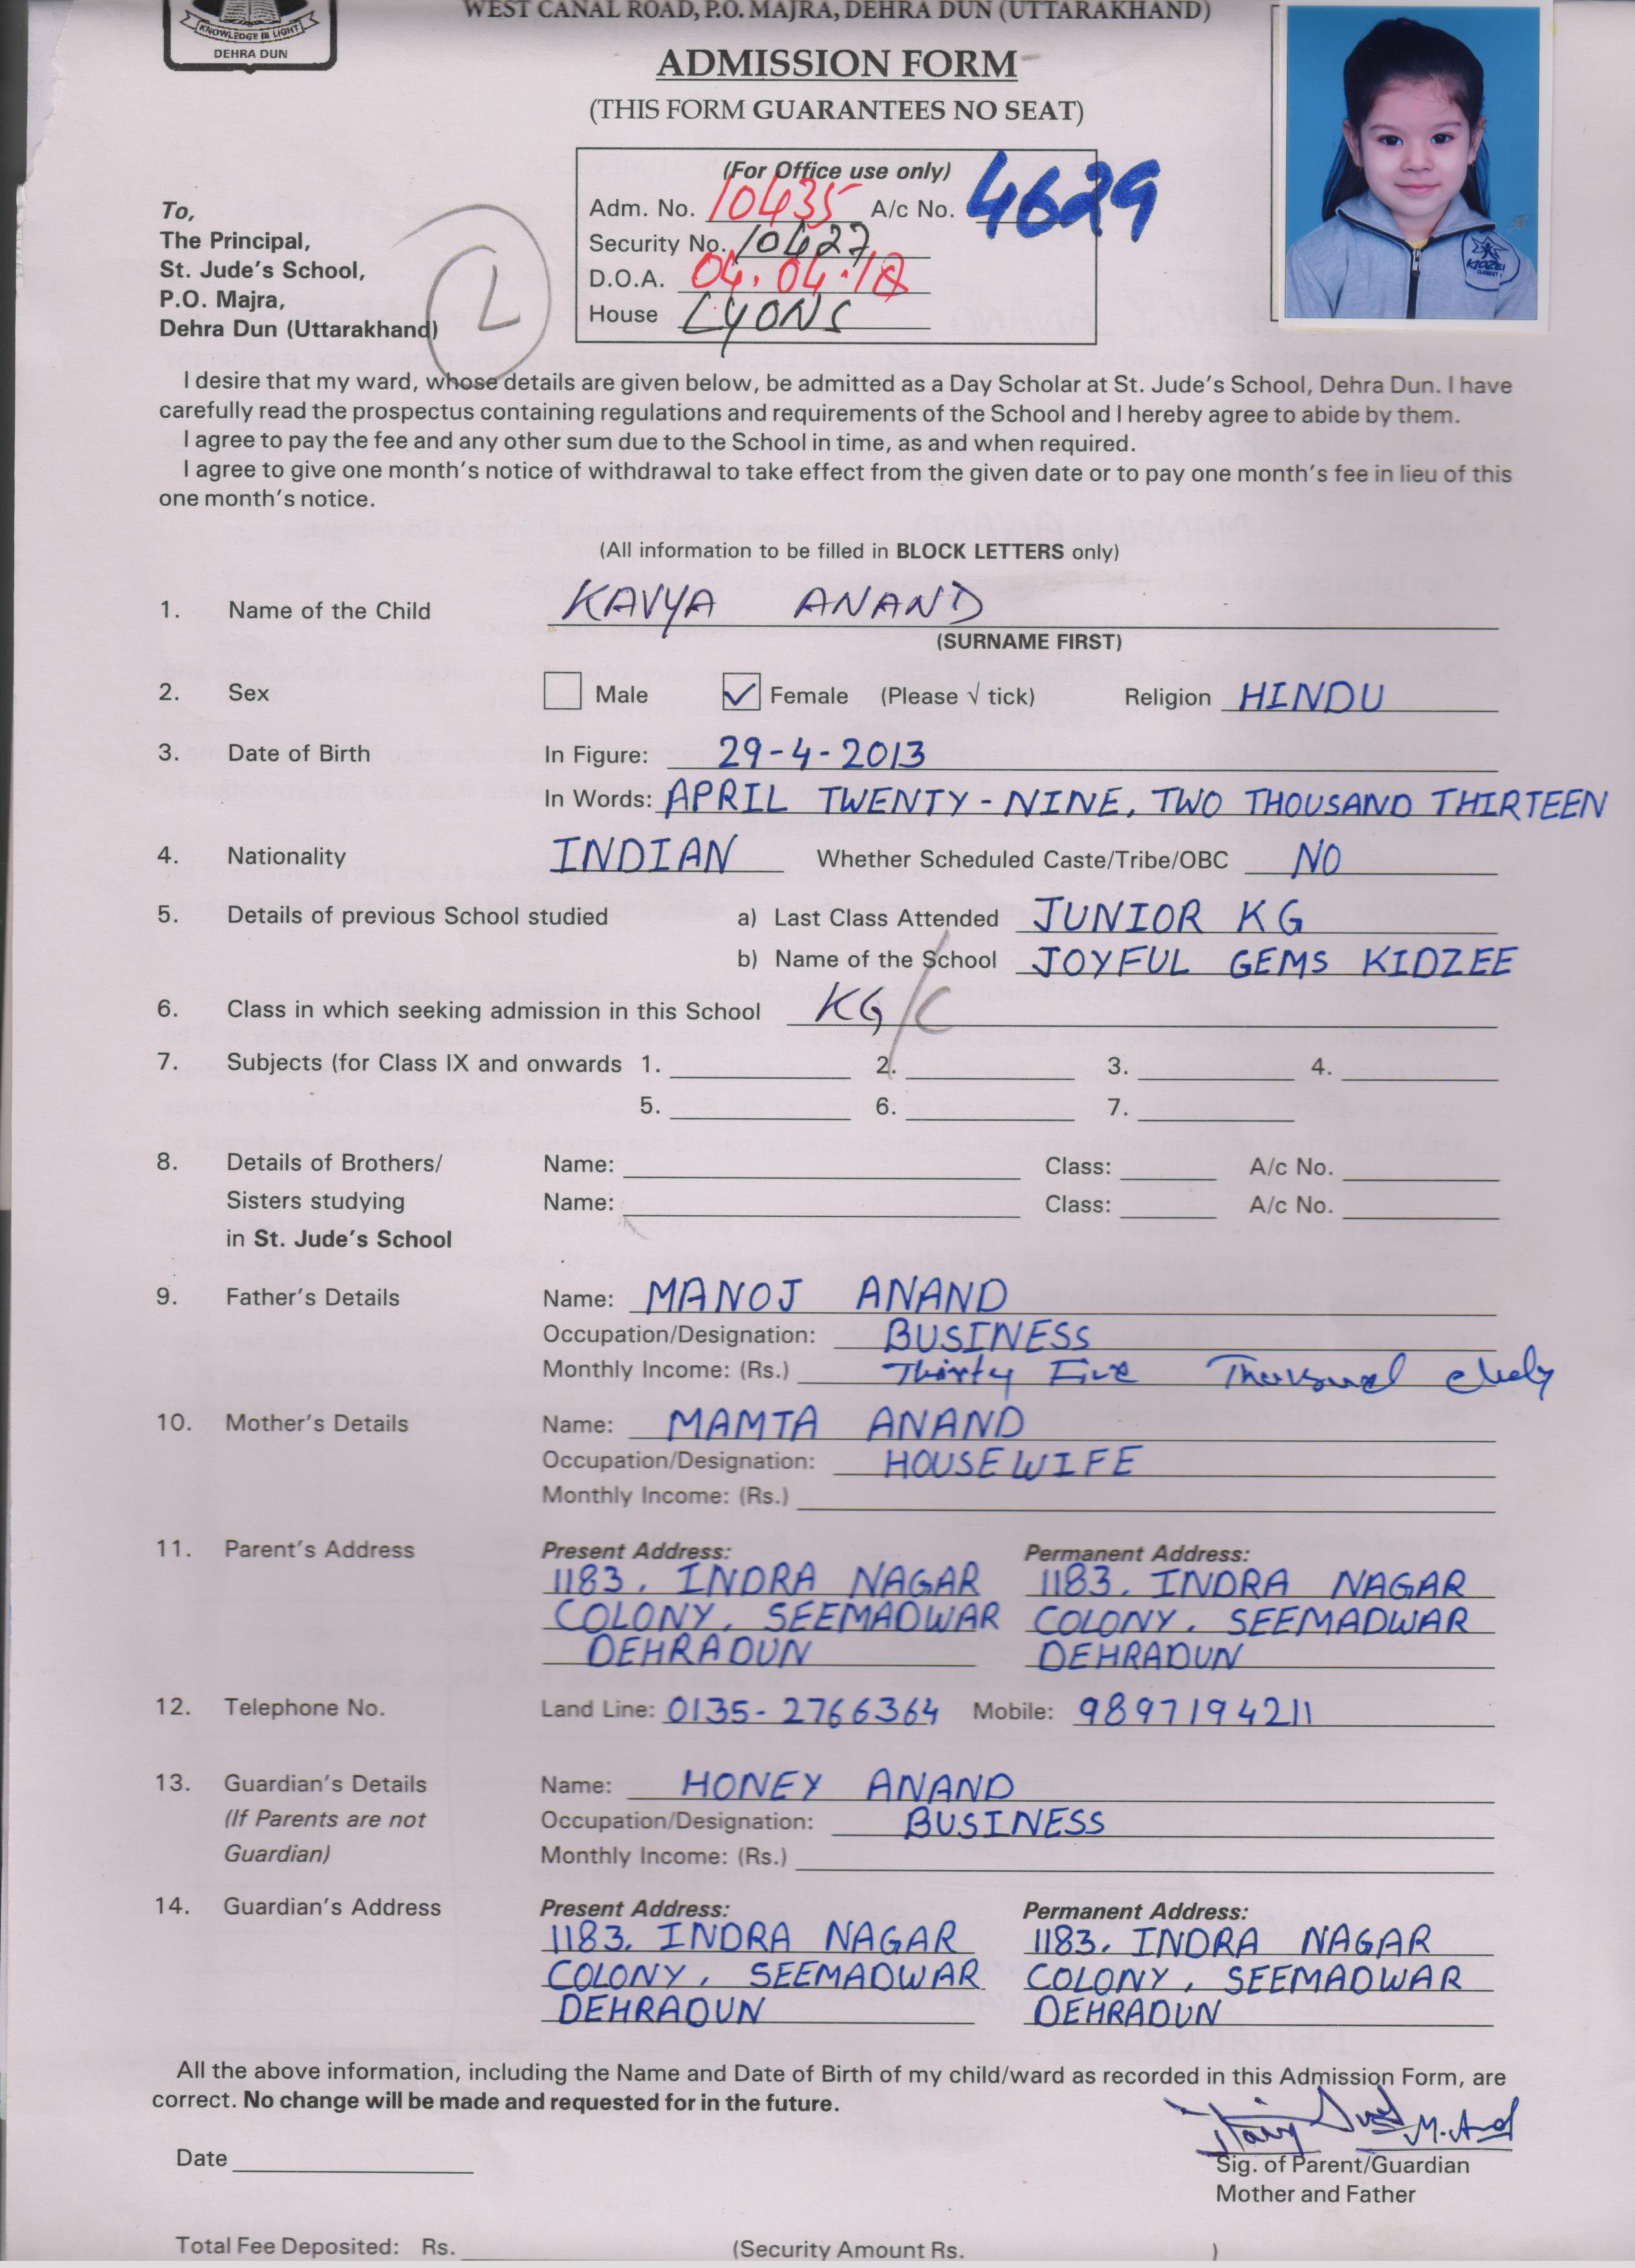 WEST CANAL ROAD, P.O. MAJRA, DEHRA DUN (UTTARAKHAND)
KNOWLEDGE IS LIGHT
DEHRA DUN
ADMISSION FORM
(THIS FORM GUARANTEES NO SEAT)
(For Office use only)
Adm. No. 10435 A/c No. 4629
Security No. 10427
D.O.A. 04.04.18
House LYONS
KIDZEE
To,
The Principal,
St. Jude's School,
P.O. Majra,
Dehra Dun (Uttarakhand)
2
I desire that my ward, whose details are given below, be admitted as a Day Scholar at St. Jude's School, Dehra Dun. I have
carefully read the prospectus containing regulations and requirements of the School and I hereby agree to abide by them.
I agree to pay the fee and any other sum due to the School in time, as and when required.
I agree to give one month's notice of withdrawal to take effect from the given date or to pay one month's fee in lieu of this
one month's notice.
(All information to be filled in BLOCK LETTERS only)
1. Name of the Child KAVYA ANAND
(SURNAME FIRST)
2. Sex Male ✓ Female (Please √ tick) Religion HINDU
3. Date of Birth In Figure: 29-4-2013
In Words: APRIL TWENTY-NINE, TWO THOUSAND THIRTEEN
4. Nationality INDIAN Whether Scheduled Caste/Tribe/OBC NO
5. Details of previous School studied a) Last Class Attended JUNIOR KG
b) Name of the School JOYFUL GEMS KIDZEE
6. Class in which seeking admission in this School KG/C
7. Subjects (for Class IX and onwards 1. 2. 3. 4.
5. 6. 7.
8. Details of Brothers/ Name: Class: A/c No.
Sisters studying Name: Class: A/c No.
in St. Jude's School
9. Father's Details Name: MANOJ ANAND
Occupation/Designation: BUSINESS
Monthly Income: (Rs.) Thirty Five Thousand
10. Mother's Details Name: MAMTA ANAND
Occupation/Designation: HOUSEWIFE
Monthly Income: (Rs.)
11. Parent's Address Present Address: Permanent Address:
1183, INDRA NAGAR 1183, INDRA NAGAR
COLONY, SEEMADWAR COLONY, SEEMADWAR
DEHRADUN DEHRADUN
12. Telephone No. Land Line: 0135-2766364 Mobile: 9897194211
13. Guardian's Details Name: HONEY ANAND
(If Parents are not Occupation/Designation: BUSINESS
Guardian) Monthly Income: (Rs.)
14. Guardian's Address Present Address: Permanent Address:
1183, INDRA NAGAR 1183, INDRA NAGAR
COLONY, SEEMADWAR COLONY, SEEMADWAR
DEHRADUN DEHRADUN
All the above information, including the Name and Date of Birth of my child/ward as recorded in this Admission Form, are
correct. No change will be made and requested for in the future.
Date
Sig. of Parent/Guardian
Mother and Father
Total Fee Deposited: Rs. (Security Amount Rs. )